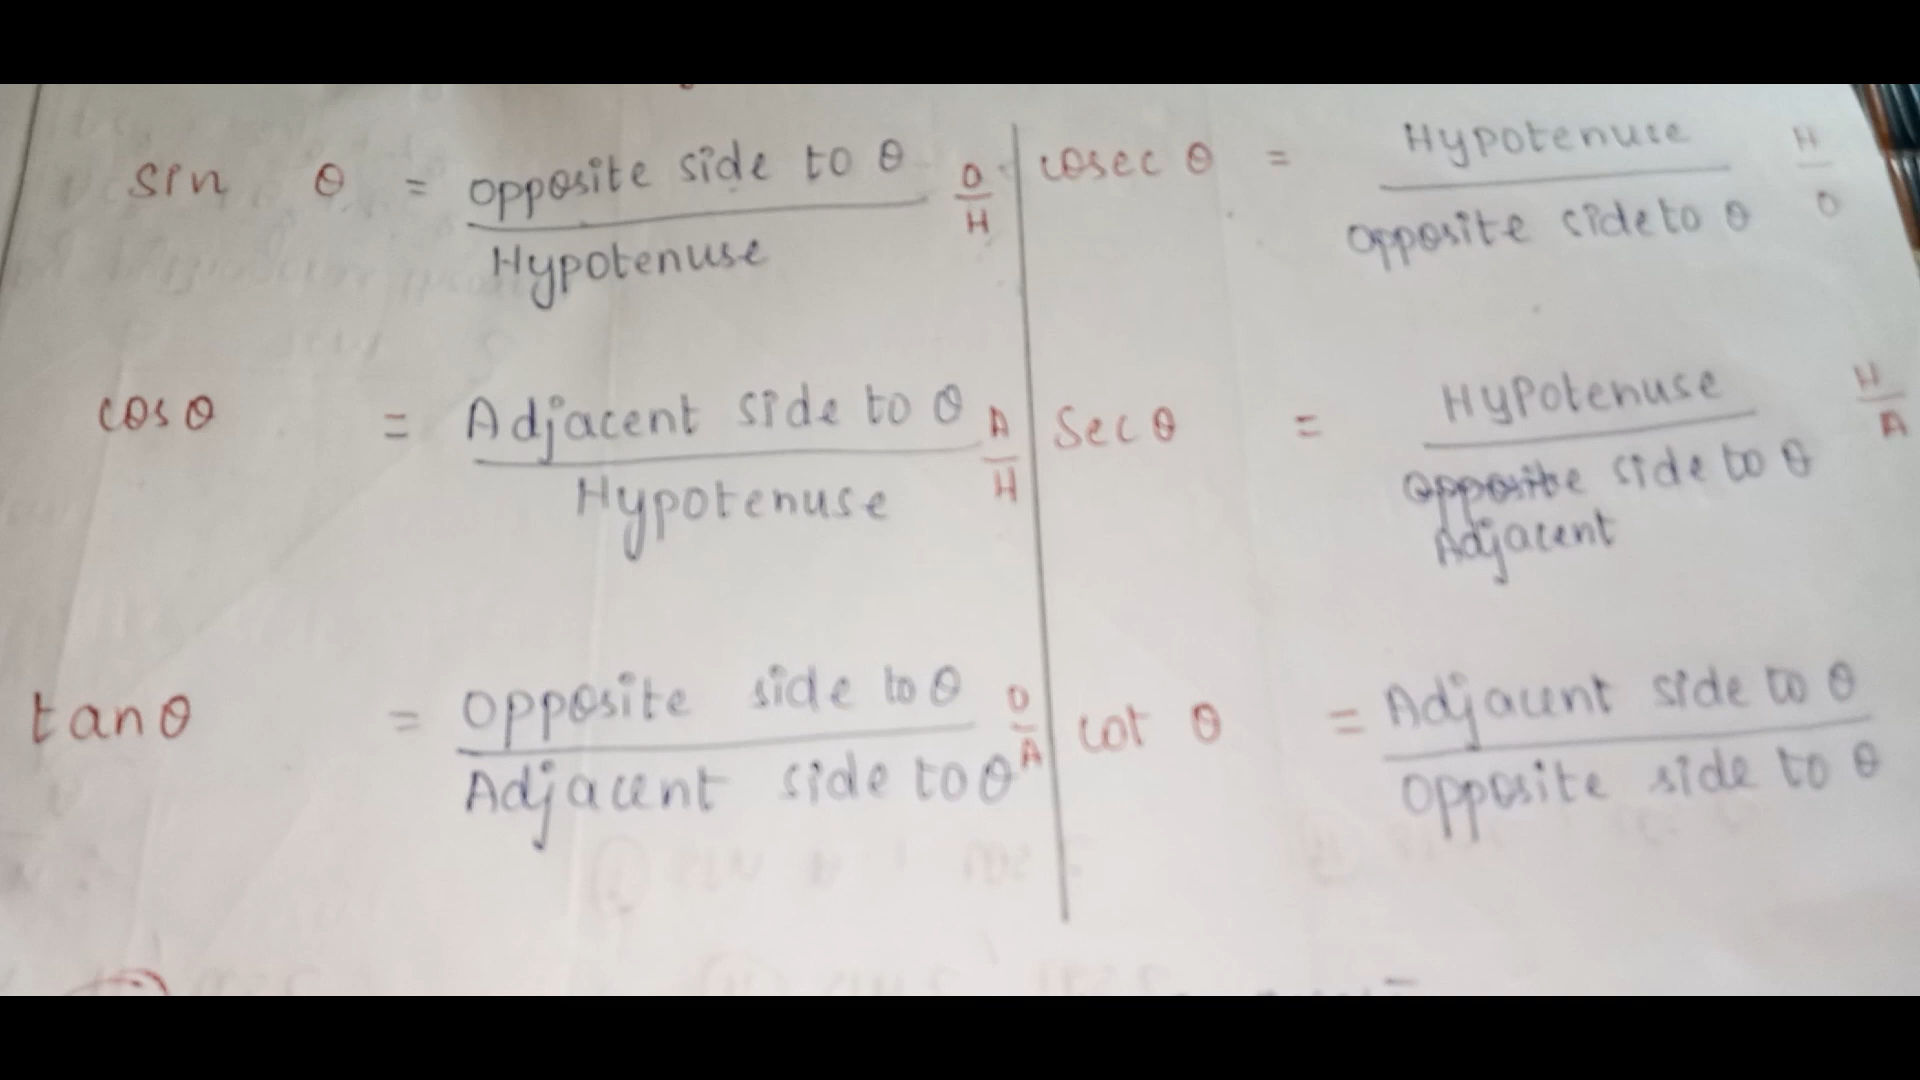 sin θ = opposite side to θ O cosec θ = Hypotenuse H
Hypotenuse H opposite side to θ O
cos θ = Adjacent side to θ A Sec θ = HyPotenuse H
Hypotenuse H opposite side to θ A
Adjacent
tan θ = opposite side to θ O cot θ = Adjacent side to θ
Adjacent side to θ A opposite side to θ